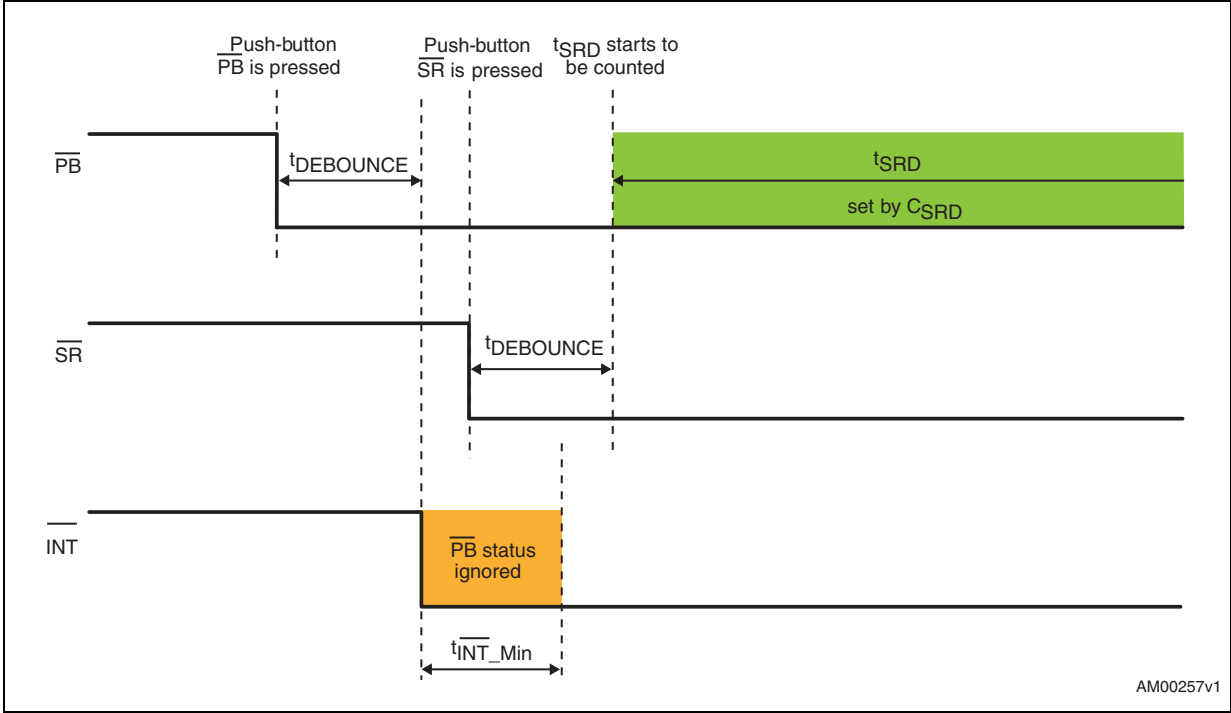 Push-button
PB is pressed
Push-button
SR is pressed
tSRD starts to
be counted
PB
tDEBOUNCE
tSRD
set by CSRD
SR
tDEBOUNCE
INT
PB status
ignored
tINT_Min
AM00257v1